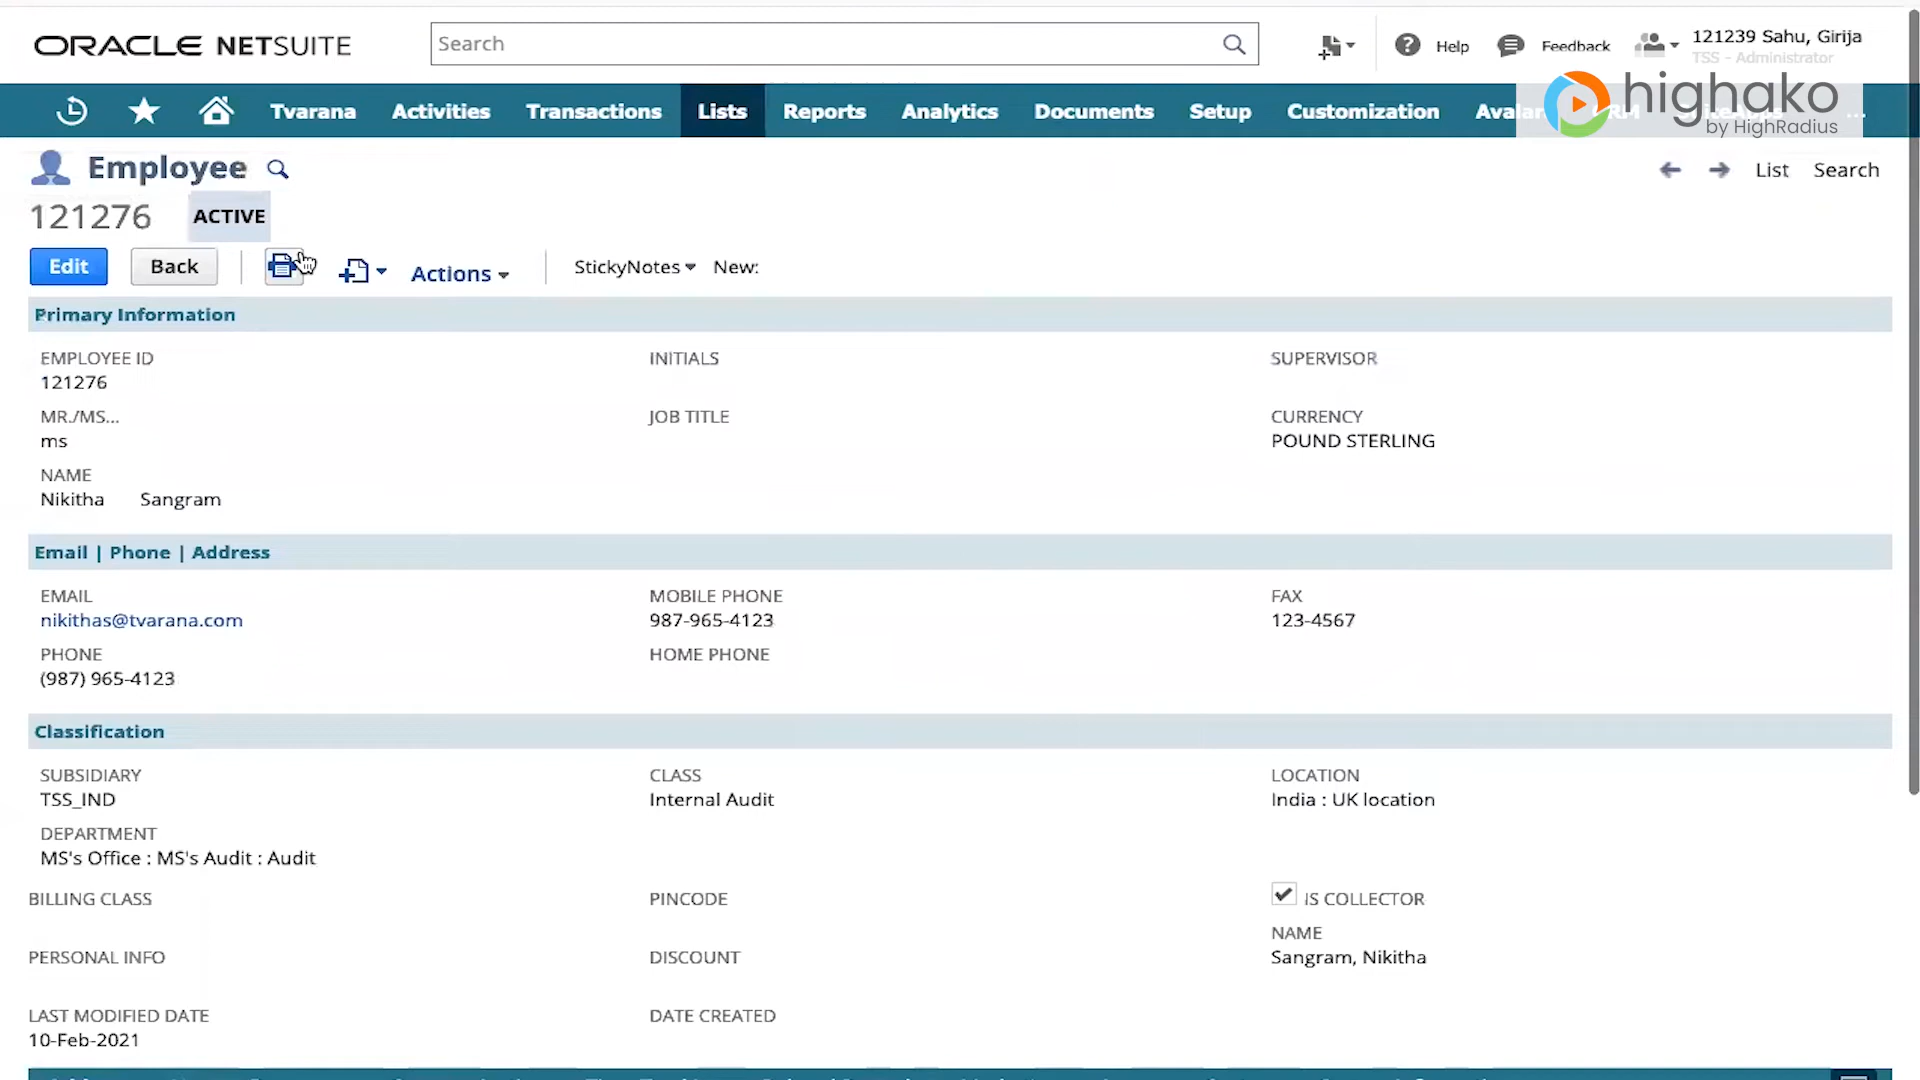 ORACLE NETSUITE
Search
Help
Feedback
121239 Sahu, Girija
TSS - Administrator
highako
by HighRadius
Tvarana Activities Transactions Lists Reports Analytics Documents Setup Customization
Employee
List Search
121276 ACTIVE
Edit Back Actions StickyNotes New:
Primary Information
EMPLOYEE ID
121276
MR./MS...
ms
NAME
Nikitha Sangram
INITIALS
JOB TITLE
SUPERVISOR
CURRENCY
POUND STERLING
Email | Phone | Address
EMAIL
nikithas@tvarana.com
PHONE
(987) 965-4123
MOBILE PHONE
987-965-4123
HOME PHONE
FAX
123-4567
Classification
SUBSIDIARY
TSS_IND
DEPARTMENT
MS's Office : MS's Audit : Audit
CLASS
Internal Audit
LOCATION
India : UK location
BILLING CLASS
PERSONAL INFO
LAST MODIFIED DATE
10-Feb-2021
PINCODE
DISCOUNT
DATE CREATED
IS COLLECTOR
NAME
Sangram, Nikitha